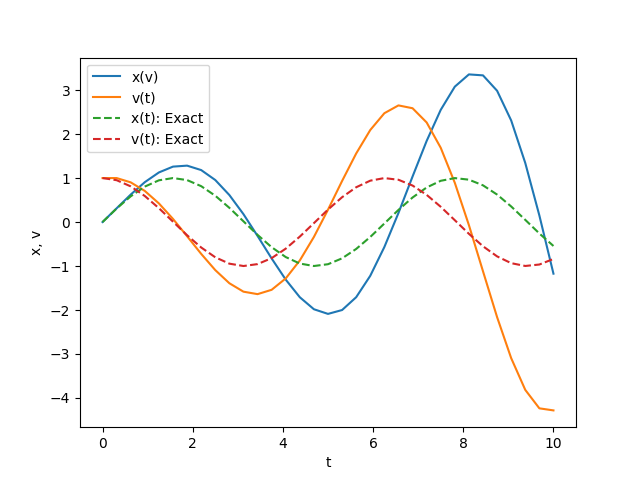 x(v)
v(t)
x(t): Exact
v(t): Exact
3
2
1
0
−1
−2
−3
−4
x, v
0 2 4 6 8 10
t